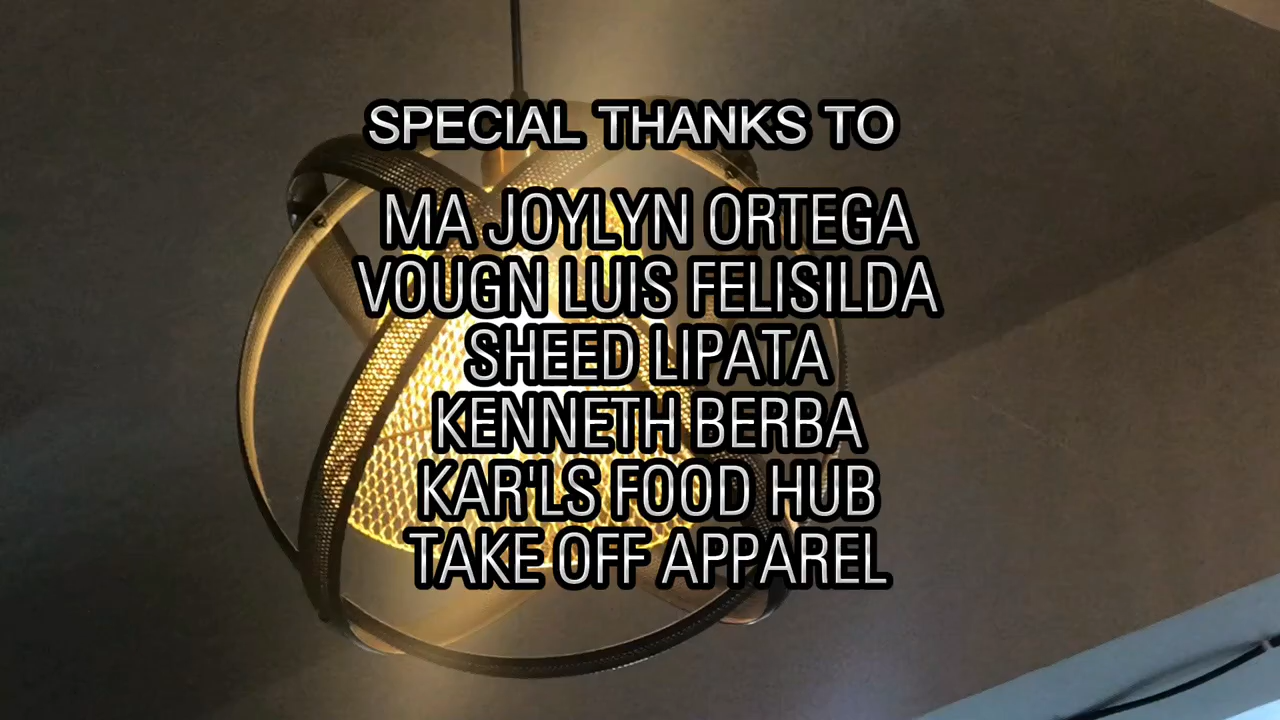 SPECIAL THANKS TO
MA JOYLYN ORTEGA
VOUGN LUIS FELISILDA
SHEED LIPATA
KENNETH BERBA
KAR'LS FOOD HUB
TAKE OFF APPAREL